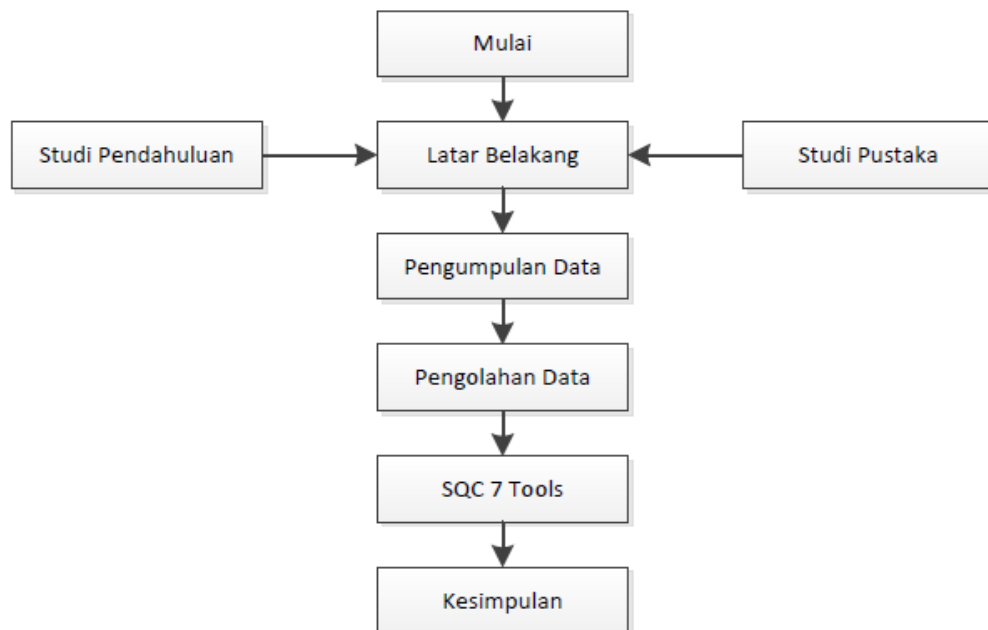 Mulai
Studi Pendahuluan
Latar Belakang
Studi Pustaka
Pengumpulan Data
Pengolahan Data
SQC 7 Tools
Kesimpulan